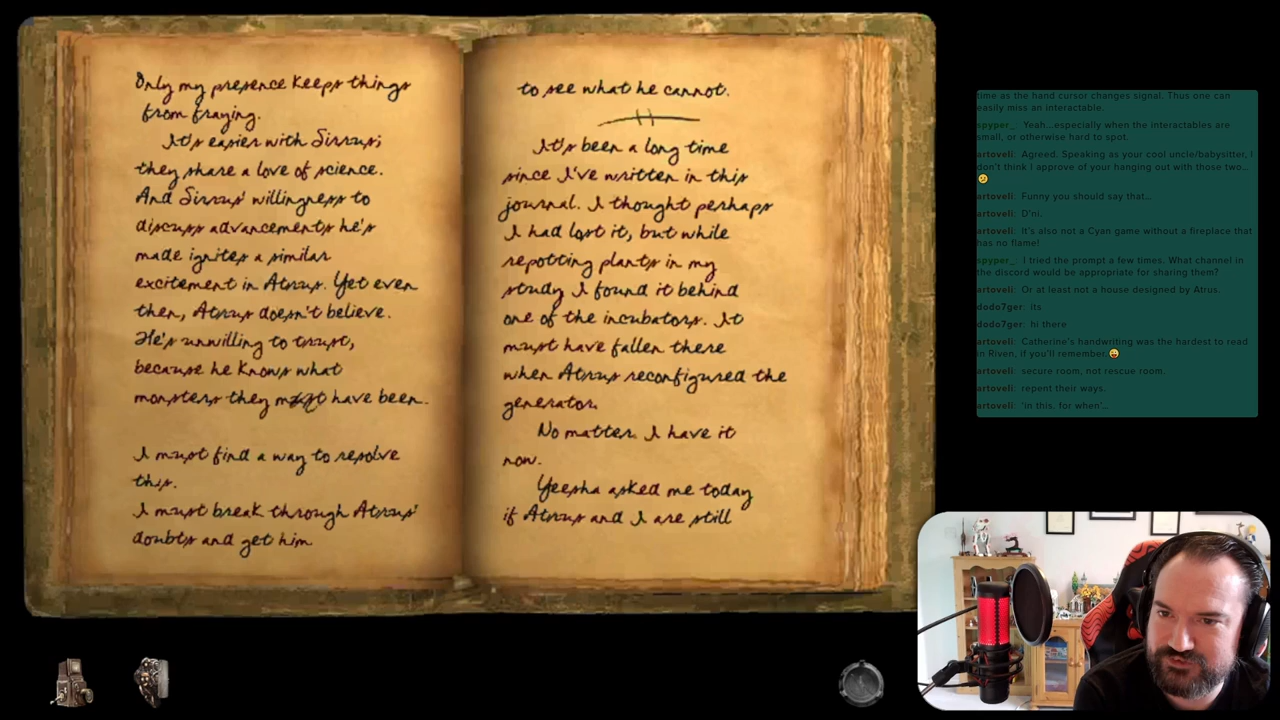 Only my presence keeps things
from fraying.
It's easier with Sirrus;
they share a love of science.
And Sirrus' willingness to
discuss advancements he's
made ignites a similar
excitement in Atrus. Yet even
then, Atrus doesn't believe.
He's unwilling to trust,
because he knows what
monsters they must have been.
I must find a way to resolve
this.
I must break through Atrus'
doubts and get him
to see what he cannot.
It's been a long time
since I've written in this
journal. I thought perhaps
I had lost it, but while
repotting plants in my
study I found it behind
one of the incubators. It
must have fallen there
when Atrus reconfigured the
generator.
No matter. I have it
now.
Yeesha asked me today
if Atrus and I are still
time as the hand cursor changes signal. Thus one can
easily miss an interactable.
spyper_: Yeah...especially when the interactables are
small, or otherwise hard to spot.
artoveli: Agreed. Speaking as your cool uncle/babysitter, I
don't think I approve of your hanging out with those two...
artoveli: Funny you should say that...
artoveli: D'ni.
artoveli: It's also not a Cyan game without a fireplace that
has no flame!
spyper_: I tried the prompt a few times. What channel in
the discord would be appropriate for sharing them?
artoveli: Or at least not a house designed by Atrus.
dodo7ger: its
dodo7ger: hi there
artoveli: Catherine's handwriting was the hardest to read
in Riven, if you'll remember.
artoveli: secure room, not rescue room.
artoveli: repent their ways.
artoveli: 'in this, for when'..